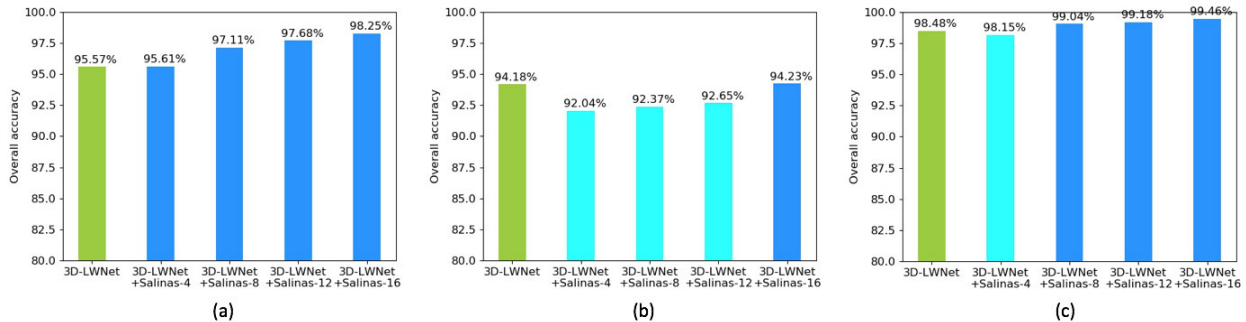 100.0
97.5
95.0
92.5
90.0
87.5
85.0
82.5
80.0
Overall accuracy
95.57%
95.61%
97.11%
97.68%
98.25%
3D-LWNet
3D-LWNet
+Salinas-4
3D-LWNet
+Salinas-8
3D-LWNet
+Salinas-12
3D-LWNet
+Salinas-16
(a)
100.0
97.5
95.0
92.5
90.0
87.5
85.0
82.5
80.0
Overall accuracy
94.18%
92.04%
92.37%
92.65%
94.23%
3D-LWNet
3D-LWNet
+Salinas-4
3D-LWNet
+Salinas-8
3D-LWNet
+Salinas-12
3D-LWNet
+Salinas-16
(b)
100.0
97.5
95.0
92.5
90.0
87.5
85.0
82.5
80.0
Overall accuracy
98.48%
98.15%
99.04%
99.18%
99.46%
3D-LWNet
3D-LWNet
+Salinas-4
3D-LWNet
+Salinas-8
3D-LWNet
+Salinas-12
3D-LWNet
+Salinas-16
(c)